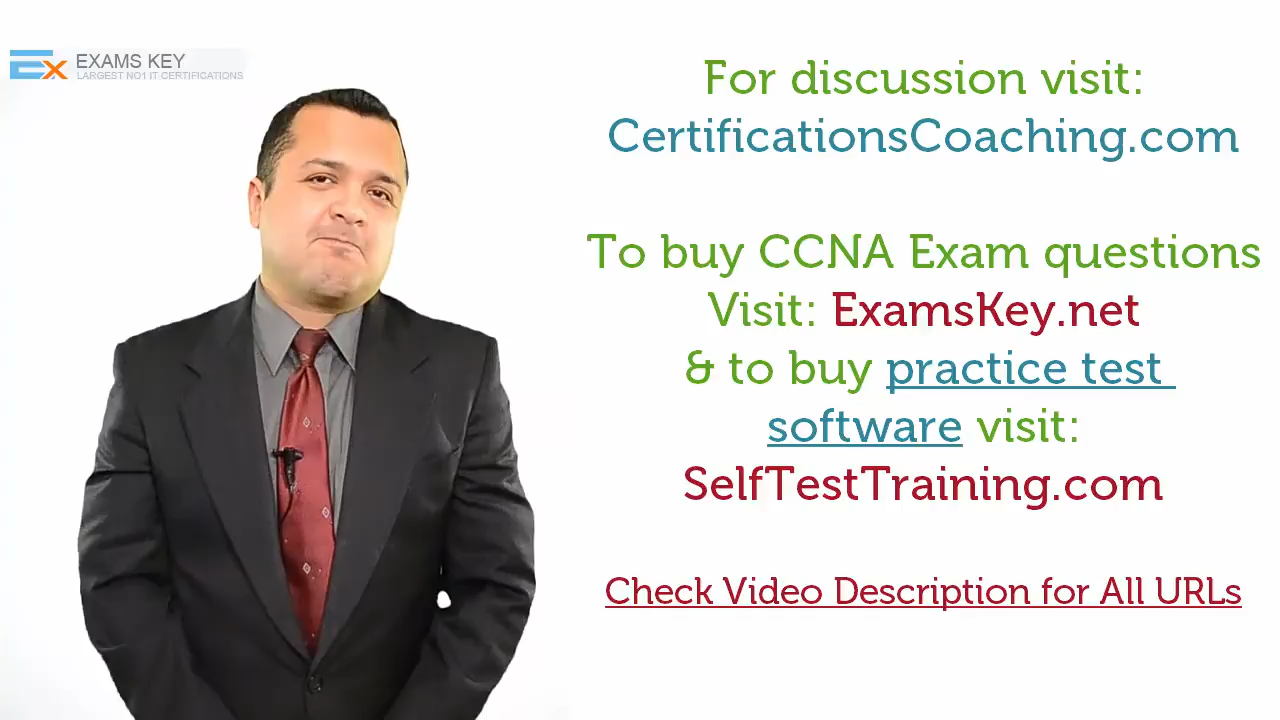 Ex EXAMS KEY
LARGEST NO1 IT CERTIFICATIONS
For discussion visit:
CertificationsCoaching.com
To buy CCNA Exam questions
Visit: ExamsKey.net
& to buy practice test
software visit:
SelfTestTraining.com
Check Video Description for All URLs